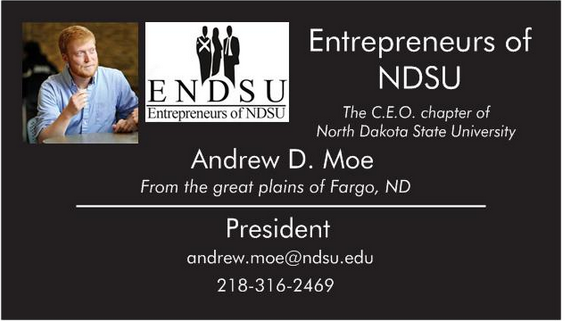 ENDSU
Entrepreneurs of NDSU
Entrepreneurs of
NDSU
The C.E.O. chapter of
North Dakota State University
Andrew D. Moe
From the great plains of Fargo, ND
President
andrew.moe@ndsu.edu
218-316-2469